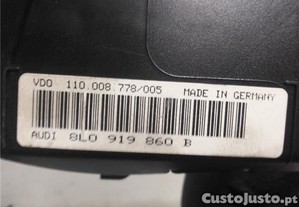 VDO 110.008.778/005 MADE IN GERMANY
AUDI 8L0 919 860 B
CustoJusto.pt